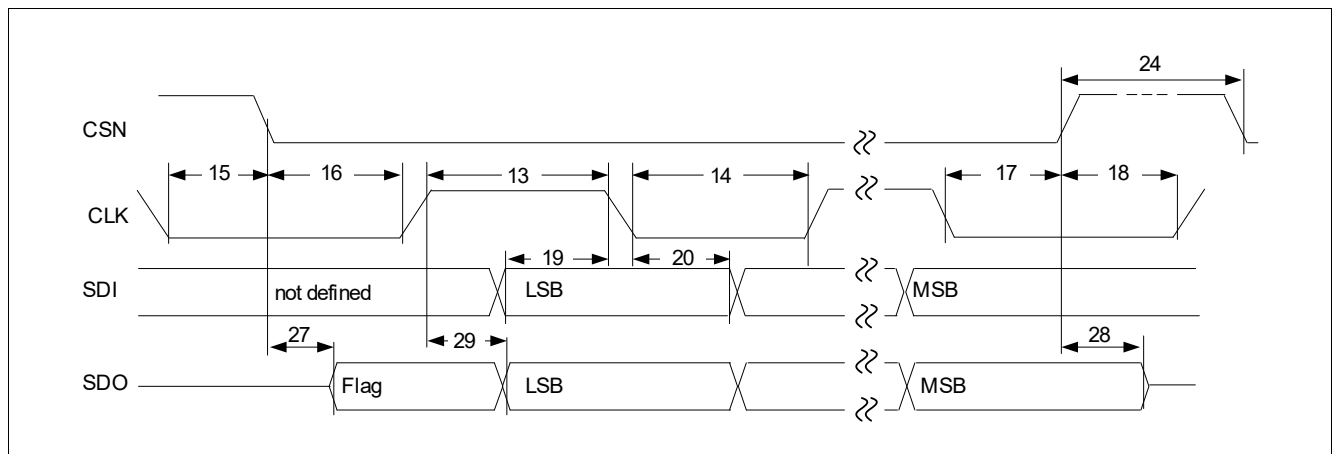 24
CSN
15
16
13
14
17
18
CLK
19
20
SDI
not defined
LSB
MSB
27
29
28
SDO
Flag
LSB
MSB